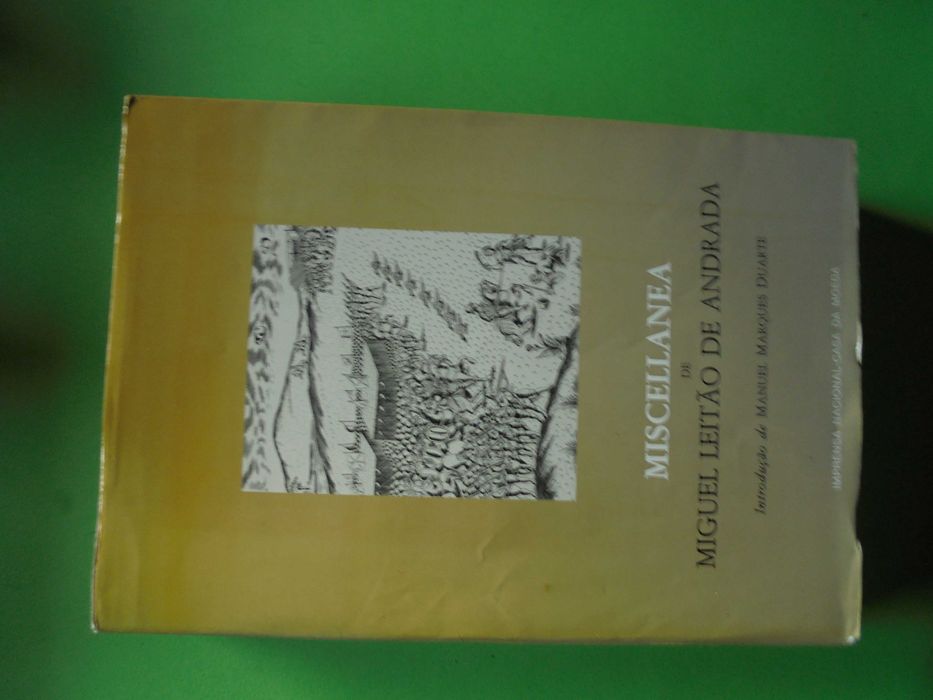 MISCELLANEA
DE
MIGUEL LEITÃO DE ANDRADA
Introdução de MANUEL MARQUES DUARTE
IMPRENSA NACIONAL-CASA DA MOEDA